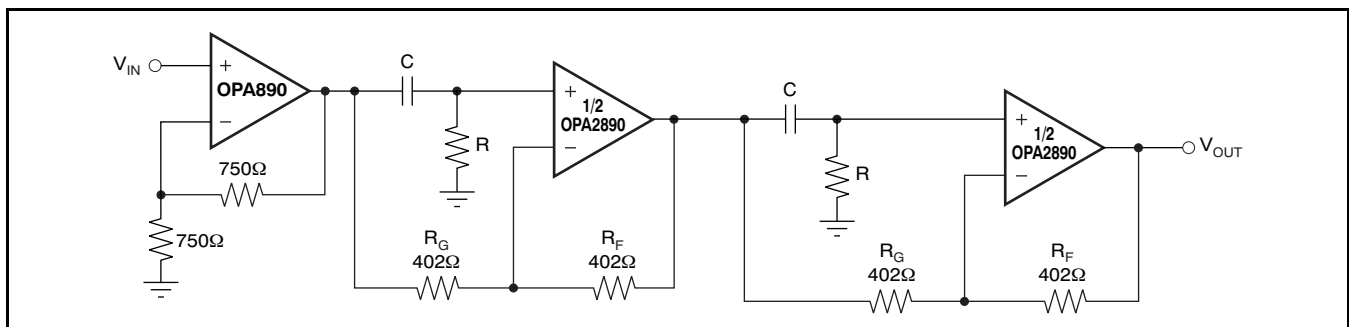 V_IN
+
OPA890
−
750Ω
750Ω
C
R
+
1/2
OPA2890
−
R_G
402Ω
R_F
402Ω
C
R
+
1/2
OPA2890
−
V_OUT
R_G
402Ω
R_F
402Ω